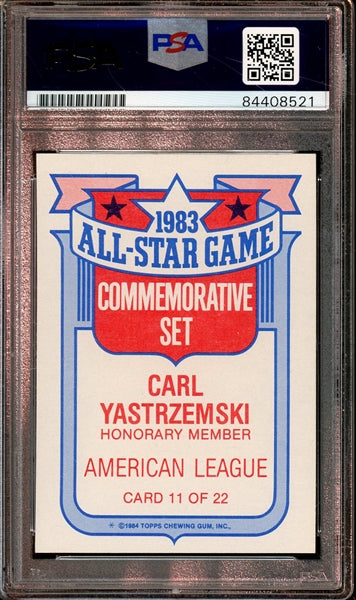 PSA
PSA
84408521
1983
ALL-STAR GAME
COMMEMORATIVE
SET
CARL
YASTRZEMSKI
HONORARY MEMBER
AMERICAN LEAGUE
CARD 11 OF 22
* ©1984 TOPPS CHEWING GUM, INC.